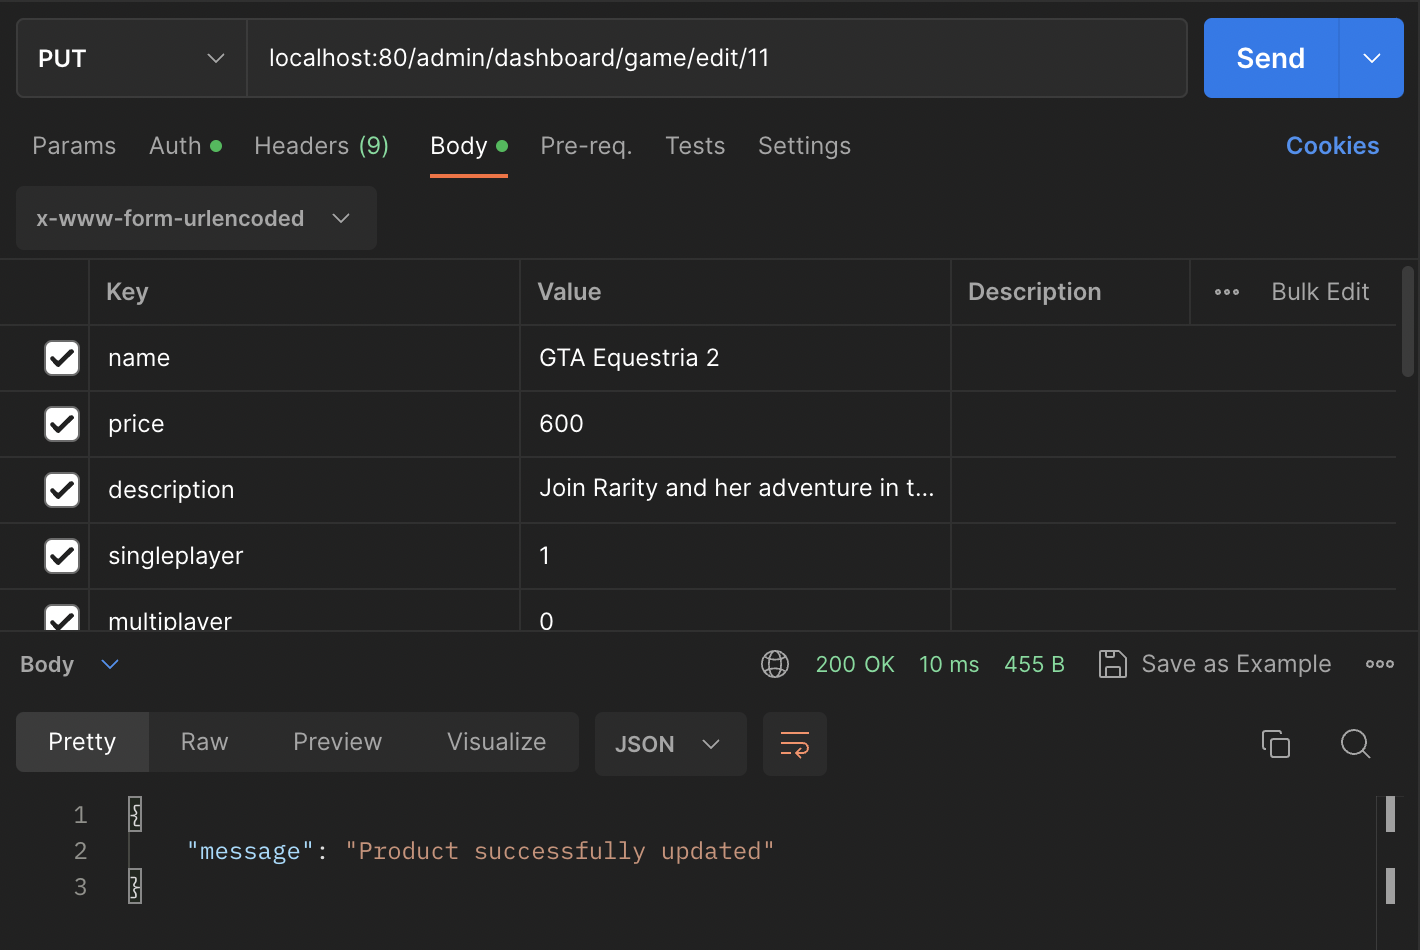 PUT localhost:80/admin/dashboard/game/edit/11 Send
Params Auth Headers (9) Body Pre-req. Tests Settings Cookies
x-www-form-urlencoded
Key Value Description Bulk Edit
name GTA Equestria 2
price 600
description Join Rarity and her adventure in t...
singleplayer 1
multiplayer 0
Body 200 OK 10 ms 455 B Save as Example
Pretty Raw Preview Visualize JSON
1 {
2 "message": "Product successfully updated"
3 }